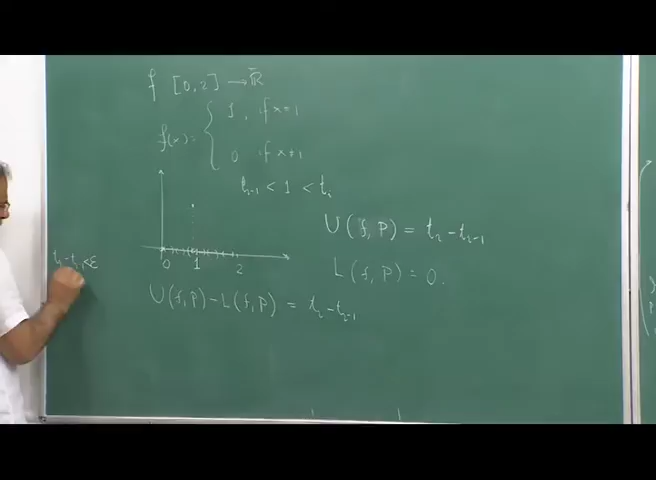 f [0,2] → ℝ
f(x) = { 1, if x=1
0 if x≠1
t_{i-1} < 1 < t_i
U(f,P) = t_i - t_{i-1}
L(f,P) = 0.
0 1 2
t_i - t_{i-1} < ε
U(f,P) - L(f,P) = t_i - t_{i-1}